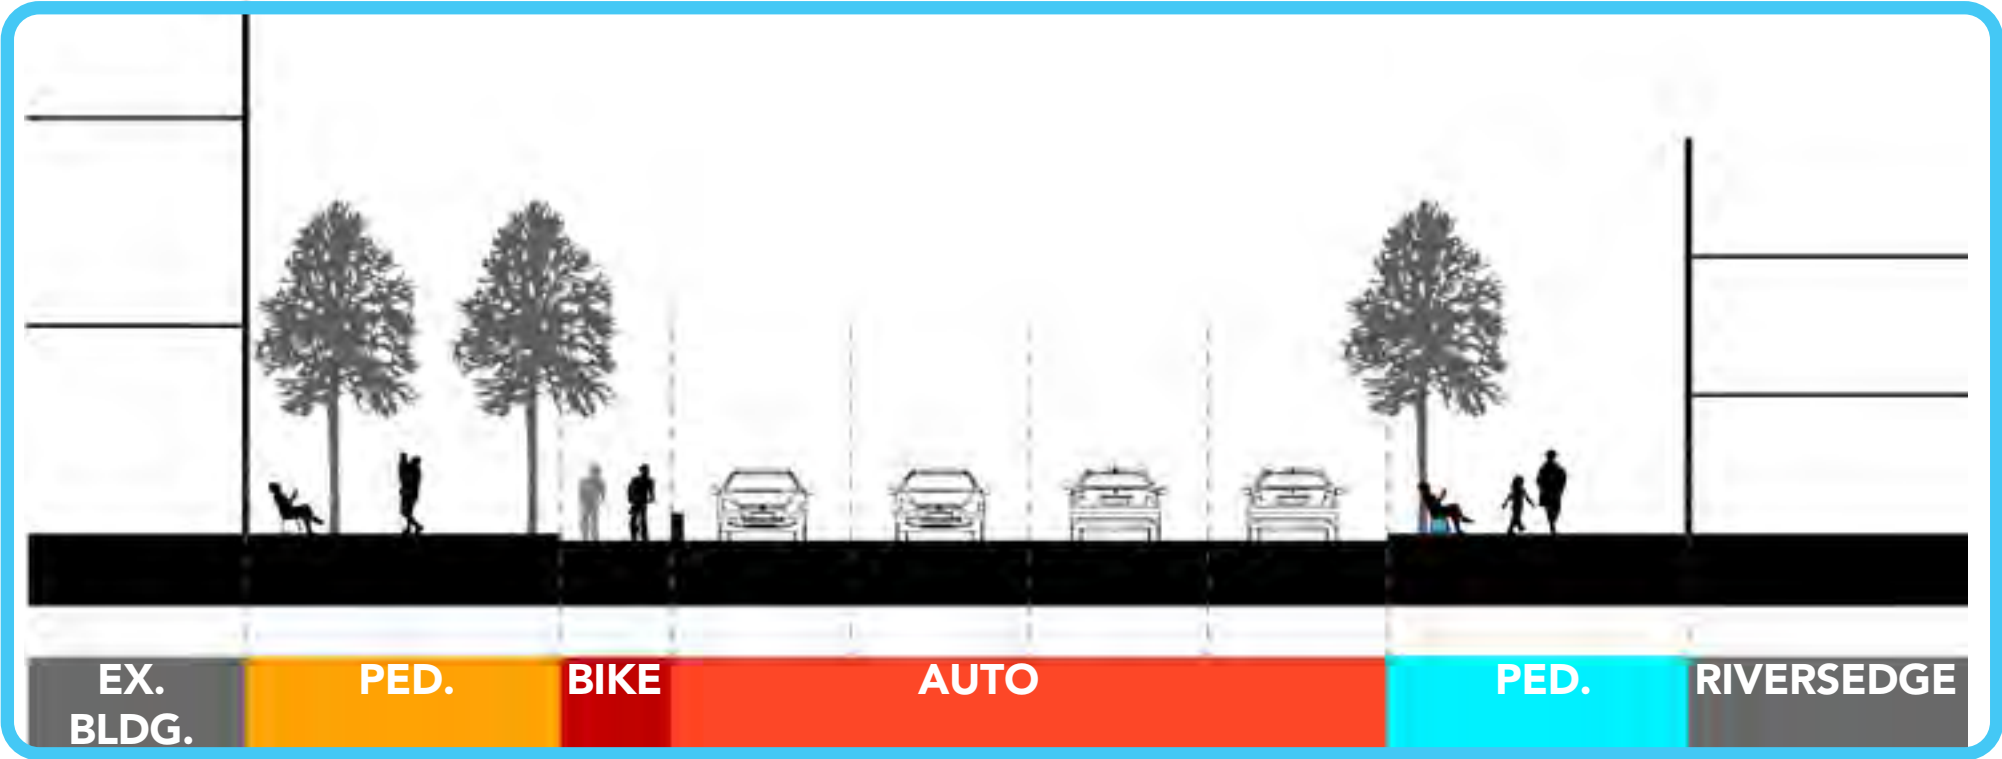 EX.
BLDG.
PED.
BIKE
AUTO
PED.
RIVERSEDGE